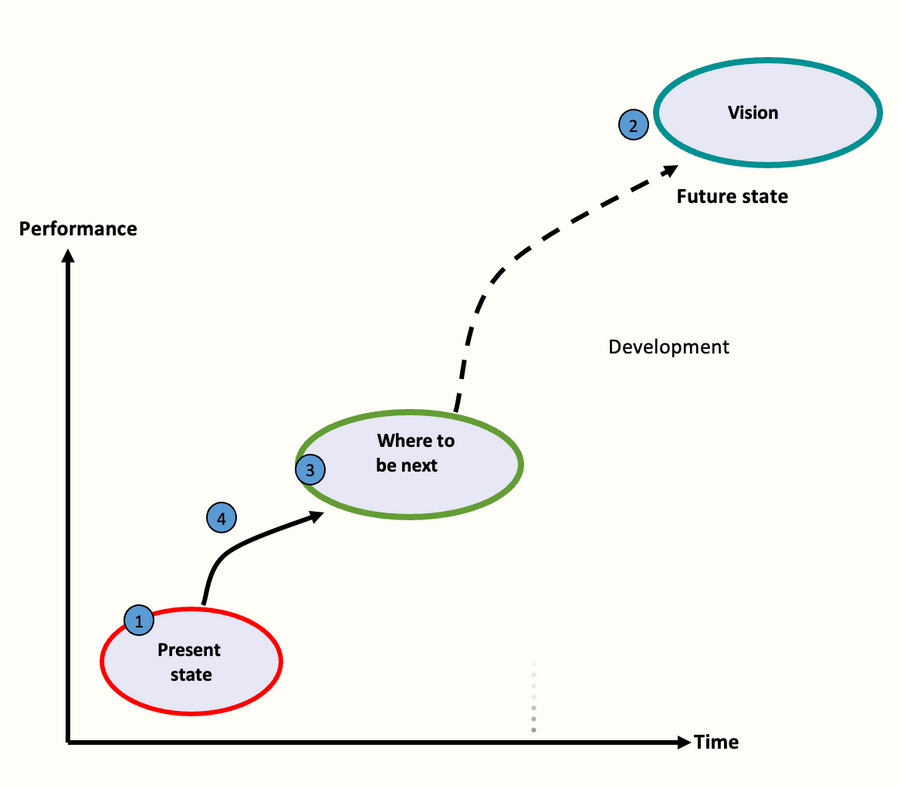 Vision
2
Future state
Performance
Development
Where to
be next
3
4
1
Present
state
Time